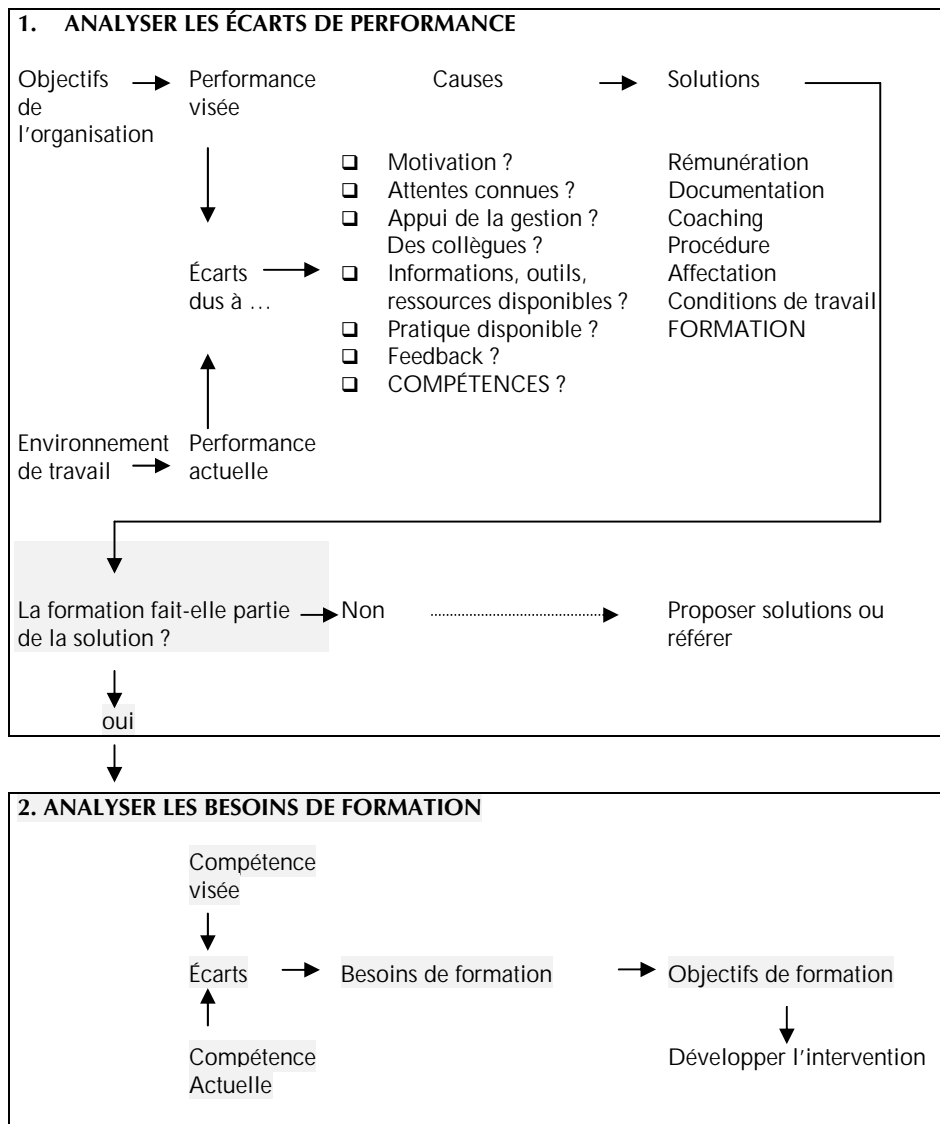 1. ANALYSER LES ÉCARTS DE PERFORMANCE
Objectifs de l'organisation
Performance visée
Causes
Solutions
❑ Motivation ?
❑ Attentes connues ?
❑ Appui de la gestion ?
Des collègues ?
❑ Informations, outils,
ressources disponibles ?
❑ Pratique disponible ?
❑ Feedback ?
❑ COMPÉTENCES ?
Rémunération
Documentation
Coaching
Procédure
Affectation
Conditions de travail
FORMATION
Écarts
dus à …
Environnement
de travail
Performance
actuelle
La formation fait-elle partie
de la solution ?
Non
Proposer solutions ou
référer
oui
2. ANALYSER LES BESOINS DE FORMATION
Compétence
visée
Écarts
Besoins de formation
Objectifs de formation
Compétence
Actuelle
Développer l'intervention